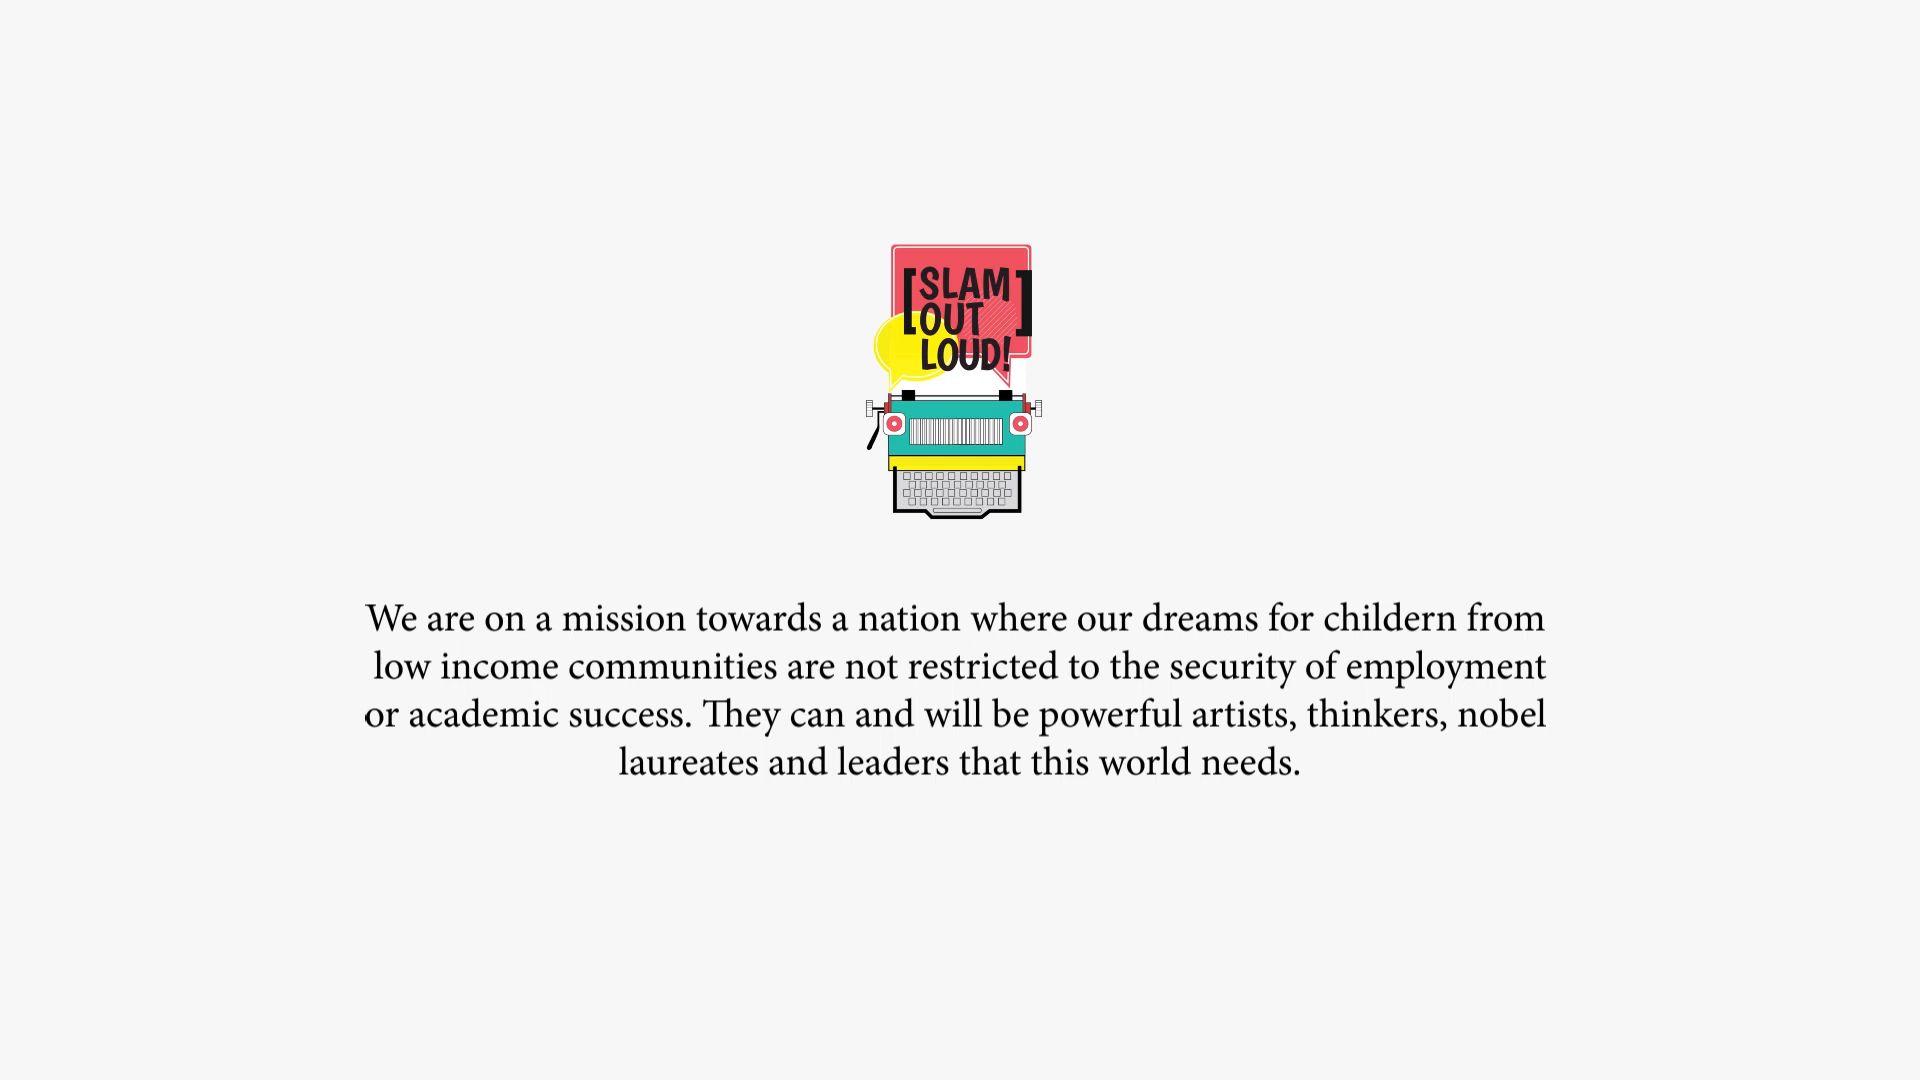 [SLAM]
OUT
LOUD!
We are on a mission towards a nation where our dreams for childern from
low income communities are not restricted to the security of employment
or academic success. They can and will be powerful artists, thinkers, nobel
laureates and leaders that this world needs.